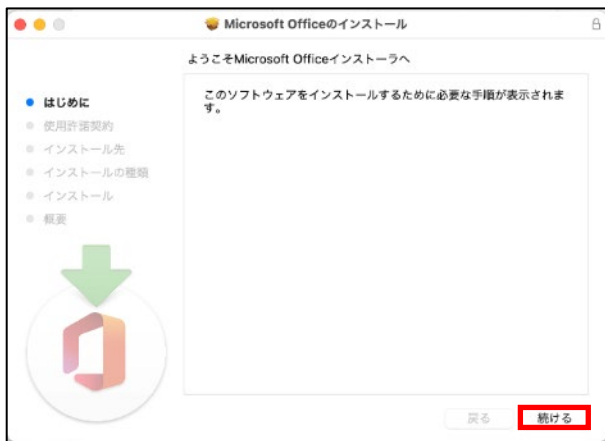 Microsoft Officeのインストール
ようこそMicrosoft Officeインストーラへ
はじめに
使用許諾契約
インストール先
インストールの種類
インストール
概要
このソフトウェアをインストールするために必要な手順が表示されま
す。
戻る
続ける